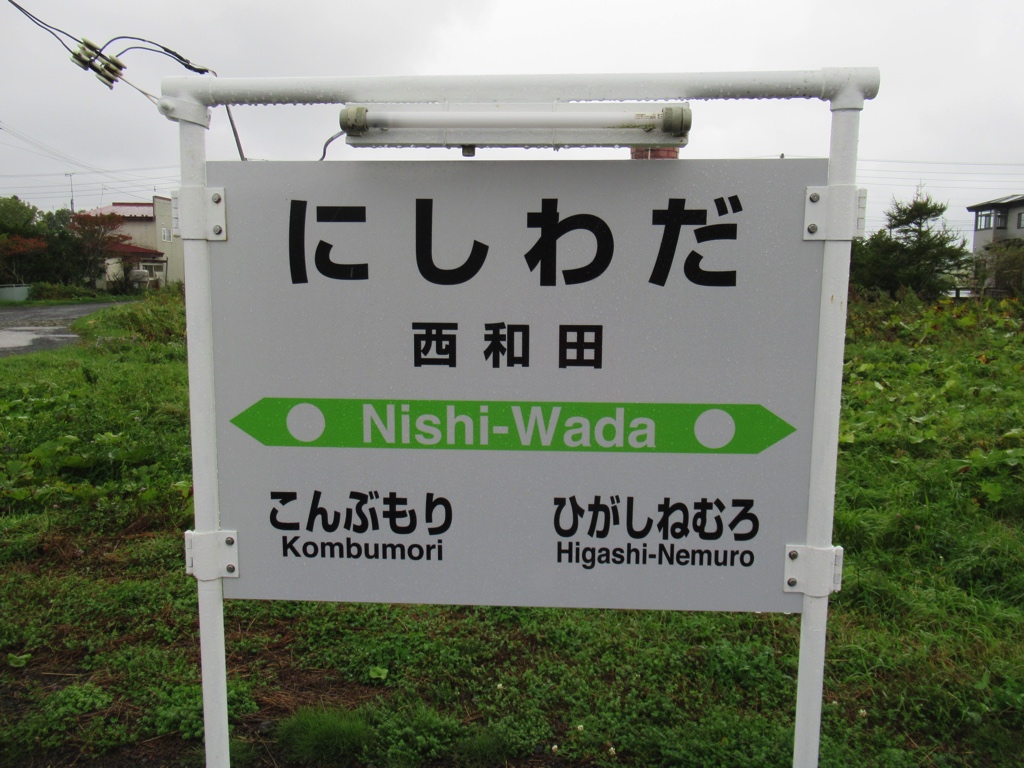 にしわだ
西和田
Nishi-Wada
こんぶもり ひがしねむろ
Kombumori Higashi-Nemuro